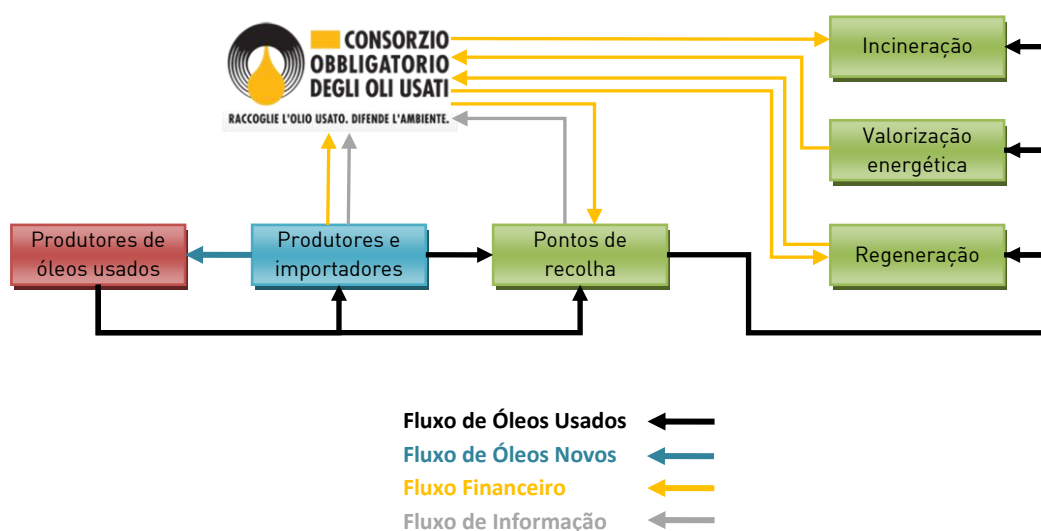 CONSORZIO
OBBLIGATORIO
DEGLI OLI USATI
RACCOGLIE L'OLIO USATO. DIFENDE L'AMBIENTE.
Incineração
Valorização
energética
Produtores de
óleos usados
Produtores e
importadores
Pontos de
recolha
Regeneração
Fluxo de Óleos Usados
Fluxo de Óleos Novos
Fluxo Financeiro
Fluxo de Informação